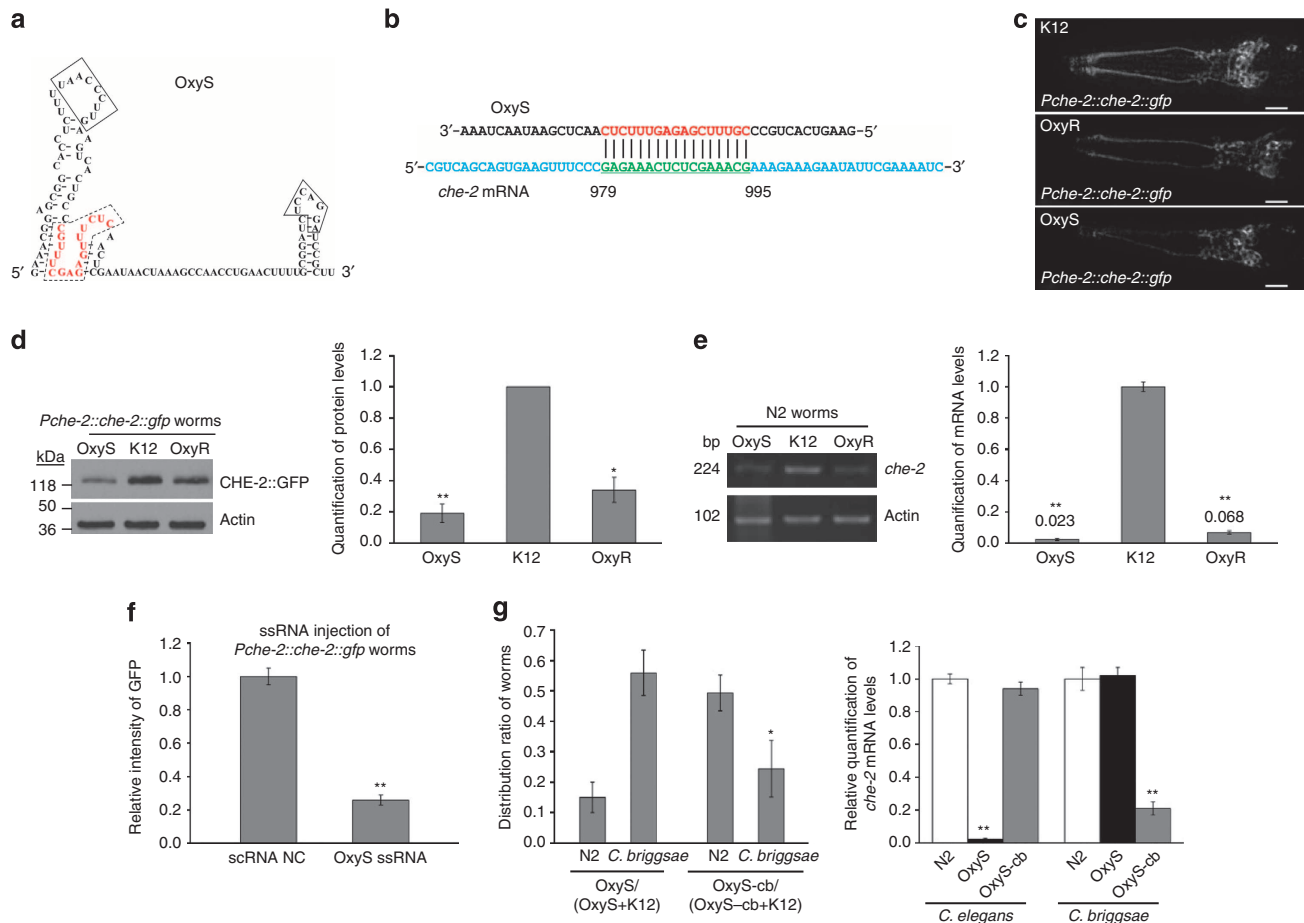 a
OxyS
5′
CGAAUAACUAAAGCCAACCUGAACUUUUG
3′
b
OxyS
3′–AAAUCAAUAAGCUCAACUCUUUGAGAGCUUUGCCCGUCACUGAAG–5′
5′–CGUCAGCAGUGAAGUUUCCCGAGAAACUCUCGAAACGAAAGAAAGAAUAUUCGAAAAUC–3′
che-2 mRNA
979
995
c
K12
Pche-2::che-2::gfp
OxyR
Pche-2::che-2::gfp
OxyS
Pche-2::che-2::gfp
d
Pche-2::che-2::gfp worms
kDa
OxyS K12 OxyR
118
CHE-2::GFP
50
36
Actin
Quantification of protein levels
1.2
1.0
0.8
0.6
0.4
0.2
0.0
**
*
OxyS K12 OxyR
e
N2 worms
bp
OxyS K12 OxyR
224
che-2
102
Actin
Quanification of mRNA levels
1.2
1.0
0.8
0.6
0.4
0.2
0.0
**
0.023
**
0.068
OxyS K12 OxyR
f
ssRNA injection of
Pche-2::che-2::gfp worms
Relative intensity of GFP
1.2
1.0
0.8
0.6
0.4
0.2
0.0
**
scRNA NC OxyS ssRNA
g
Distribution ratio of worms
0.7
0.6
0.5
0.4
0.3
0.2
0.1
0.0
*
N2 C. briggsae N2 C. briggsae
OxyS/
(OxyS+K12)
OxyS-cb/
(OxyS–cb+K12)
Relative quantification of
che-2 mRNA levels
1.2
1.0
0.8
0.6
0.4
0.2
0.0
**
**
N2 OxyS OxyS-cb N2 OxyS OxyS-cb
C. elegans C. briggsae